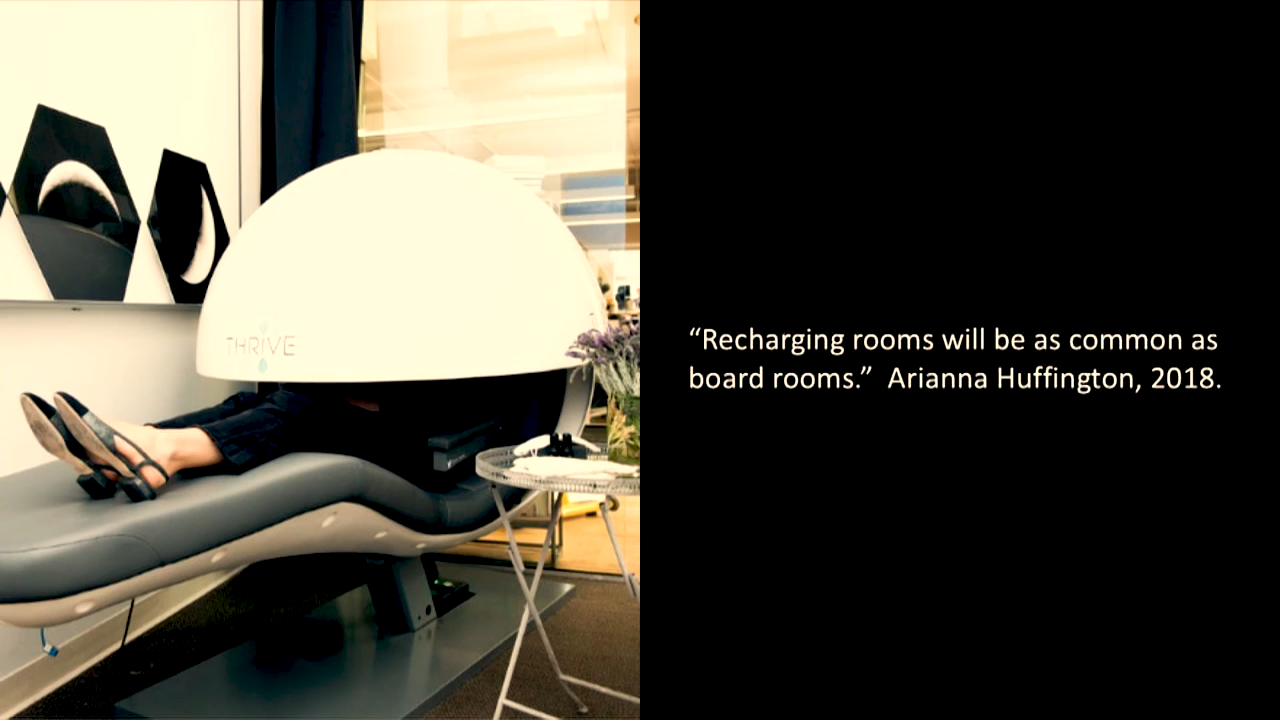 THRIVE
“Recharging rooms will be as common as
board rooms.”  Arianna Huffington, 2018.